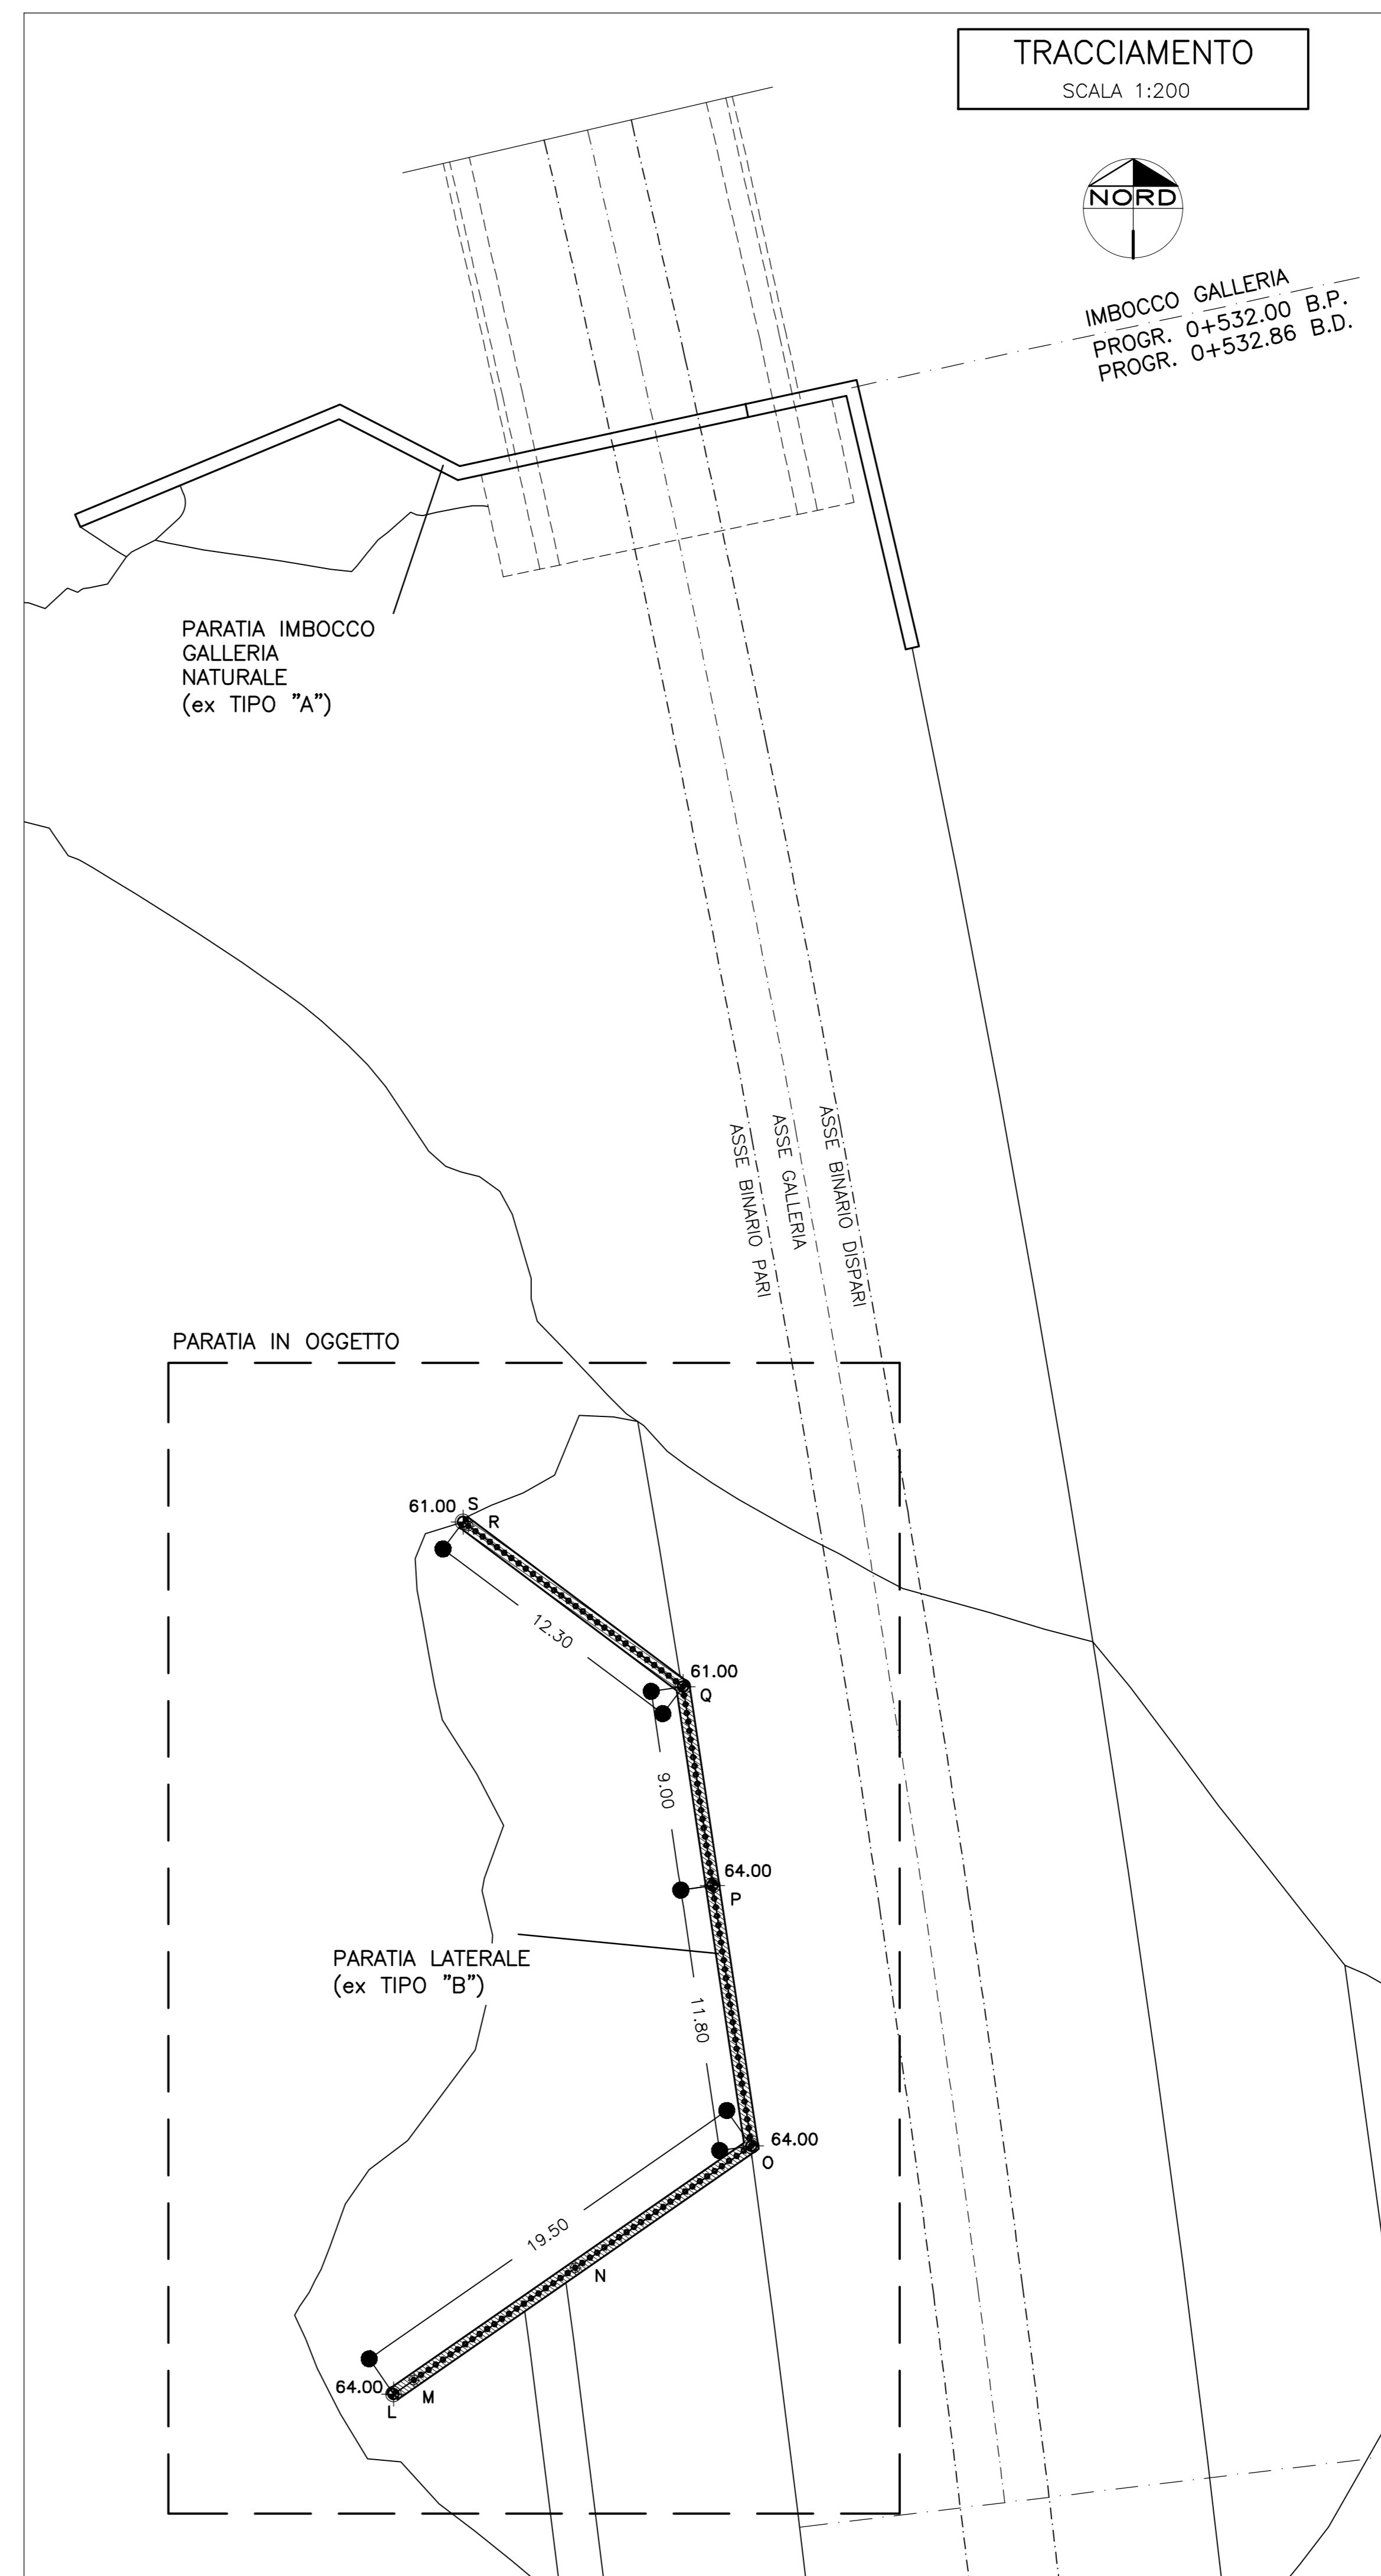 TRACCIAMENTO
SCALA 1:200
NORD
IMBOCCO GALLERIA
PROGR. 0+532.00 B.P.
PROGR. 0+532.86 B.D.
PARATIA IMBOCCO
GALLERIA
NATURALE
(ex TIPO "A")
ASSE BINARIO PARI
ASSE GALLERIA
ASSE BINARIO DISPARI
PARATIA IN OGGETTO
61.00
S
R
12.30
61.00
Q
9.00
64.00
P
PARATIA LATERALE
(ex TIPO "B")
11.80
64.00
O
19.50
N
64.00
M
L